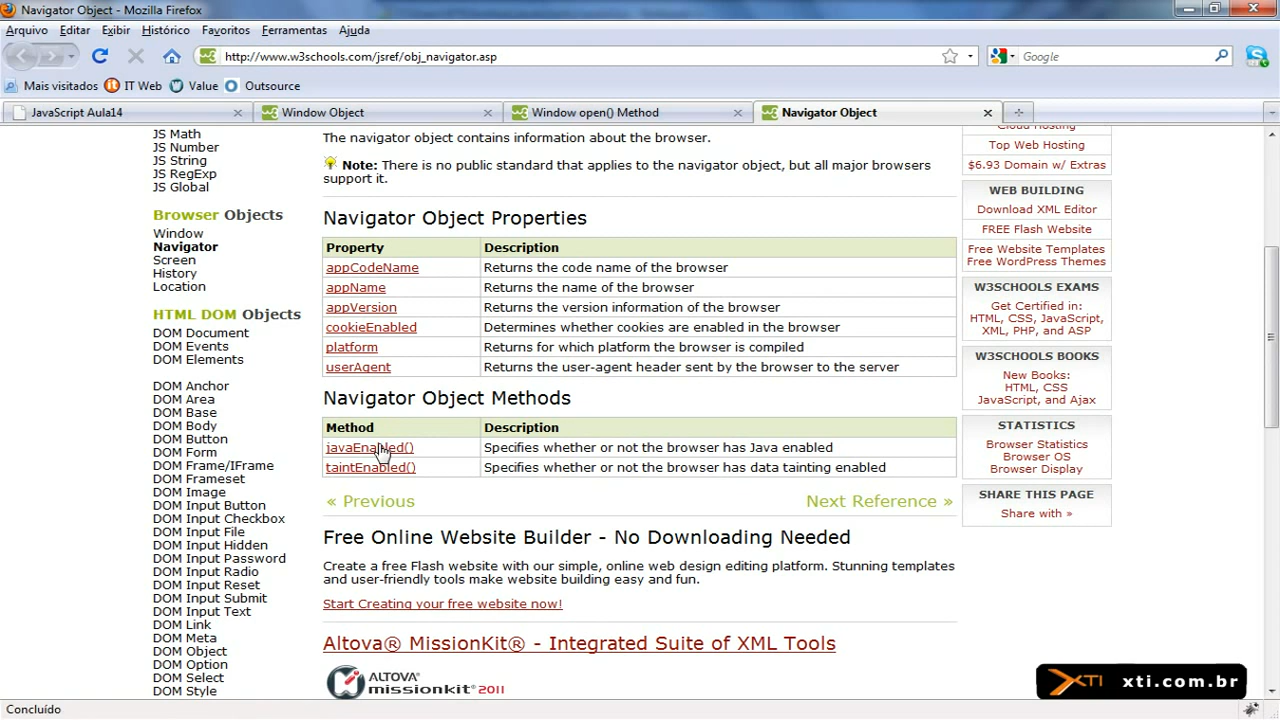 Navigator Object - Mozilla Firefox
Arquivo Editar Exibir Histórico Favoritos Ferramentas Ajuda
http://www.w3schools.com/jsref/obj_navigator.asp
Google
Mais visitados IT Web Value Outsource
JavaScript Aula14
Window Object
Window open() Method
Navigator Object
JS Math
JS Number
JS String
JS RegExp
JS Global
Browser Objects
Window
Navigator
Screen
History
Location
HTML DOM Objects
DOM Document
DOM Events
DOM Elements
DOM Anchor
DOM Area
DOM Base
DOM Body
DOM Button
DOM Form
DOM Frame/IFrame
DOM Frameset
DOM Image
DOM Input Button
DOM Input Checkbox
DOM Input File
DOM Input Hidden
DOM Input Password
DOM Input Radio
DOM Input Reset
DOM Input Submit
DOM Input Text
DOM Link
DOM Meta
DOM Object
DOM Option
DOM Select
DOM Style
The navigator object contains information about the browser.
Note: There is no public standard that applies to the navigator object, but all major browsers
support it.
Navigator Object Properties
Property Description
appCodeName Returns the code name of the browser
appName Returns the name of the browser
appVersion Returns the version information of the browser
cookieEnabled Determines whether cookies are enabled in the browser
platform Returns for which platform the browser is compiled
userAgent Returns the user-agent header sent by the browser to the server
Navigator Object Methods
Method Description
javaEnabled() Specifies whether or not the browser has Java enabled
taintEnabled() Specifies whether or not the browser has data tainting enabled
« Previous Next Reference »
Free Online Website Builder - No Downloading Needed
Create a free Flash website with our simple, online web design editing platform. Stunning templates
and user-friendly tools make website building easy and fun.
Start Creating your free website now!
Altova® MissionKit® - Integrated Suite of XML Tools
ALTOVA®
missionkit® 2011
Cloud Hosting
Top Web Hosting
$6.93 Domain w/ Extras
WEB BUILDING
Download XML Editor
FREE Flash Website
Free Website Templates
Free WordPress Themes
W3SCHOOLS EXAMS
Get Certified in:
HTML, CSS, JavaScript,
XML, PHP, and ASP
W3SCHOOLS BOOKS
New Books:
HTML, CSS
JavaScript, and Ajax
STATISTICS
Browser Statistics
Browser OS
Browser Display
SHARE THIS PAGE
Share with »
XTI xti.com.br
Concluído